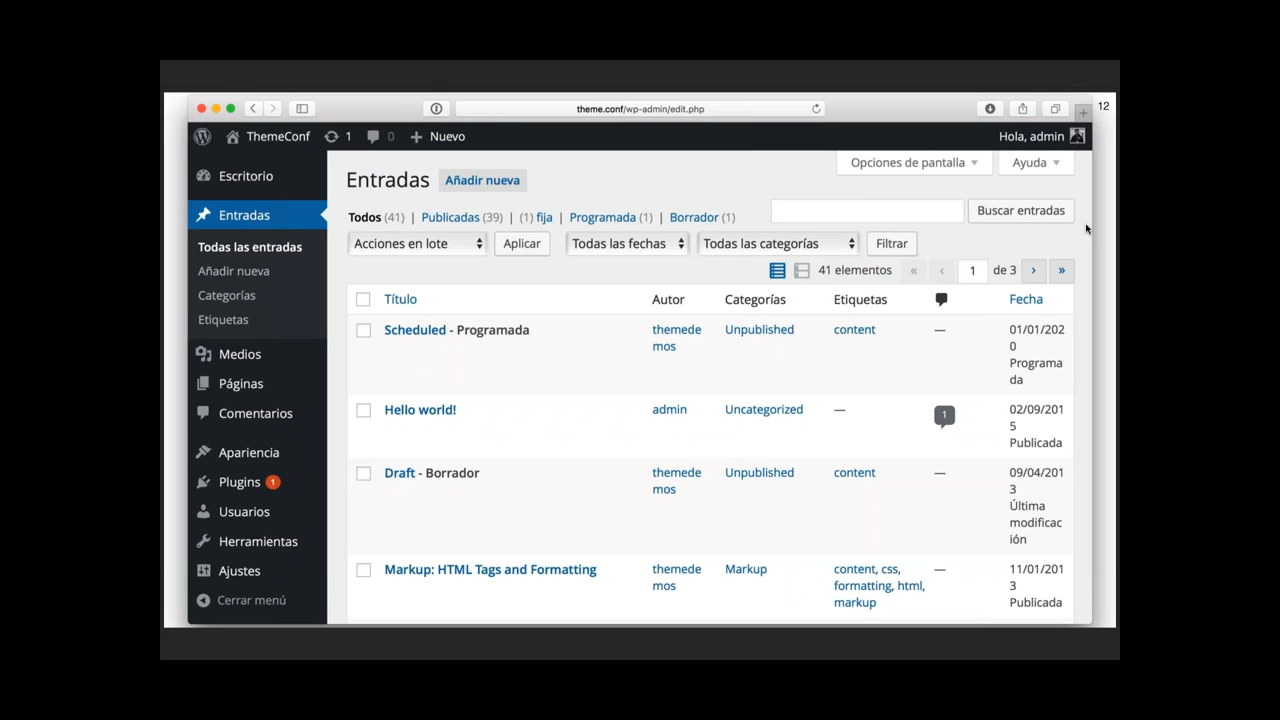 theme.conf/wp-admin/edit.php
12
ThemeConf 1 0 + Nuevo Hola, admin
Opciones de pantalla Ayuda
Escritorio
Entradas
Todas las entradas
Añadir nueva
Categorías
Etiquetas
Medios
Páginas
Comentarios
Apariencia
Plugins 1
Usuarios
Herramientas
Ajustes
Cerrar menú
Entradas Añadir nueva
Todos (41) | Publicadas (39) | (1) fija | Programada (1) | Borrador (1)
Buscar entradas
Acciones en lote Aplicar Todas las fechas Todas las categorías Filtrar
41 elementos « ‹ 1 de 3 › »
Título Autor Categorías Etiquetas Fecha
Scheduled - Programada themede Unpublished content — 01/01/202
mos 0
Programa
da
Hello world! admin Uncategorized — 1 02/09/201
5
Publicada
Draft - Borrador themede Unpublished content — 09/04/201
mos 3
Última
modificac
ión
Markup: HTML Tags and Formatting themede Markup content, css, — 11/01/201
mos formatting, html, 3
markup Publicada